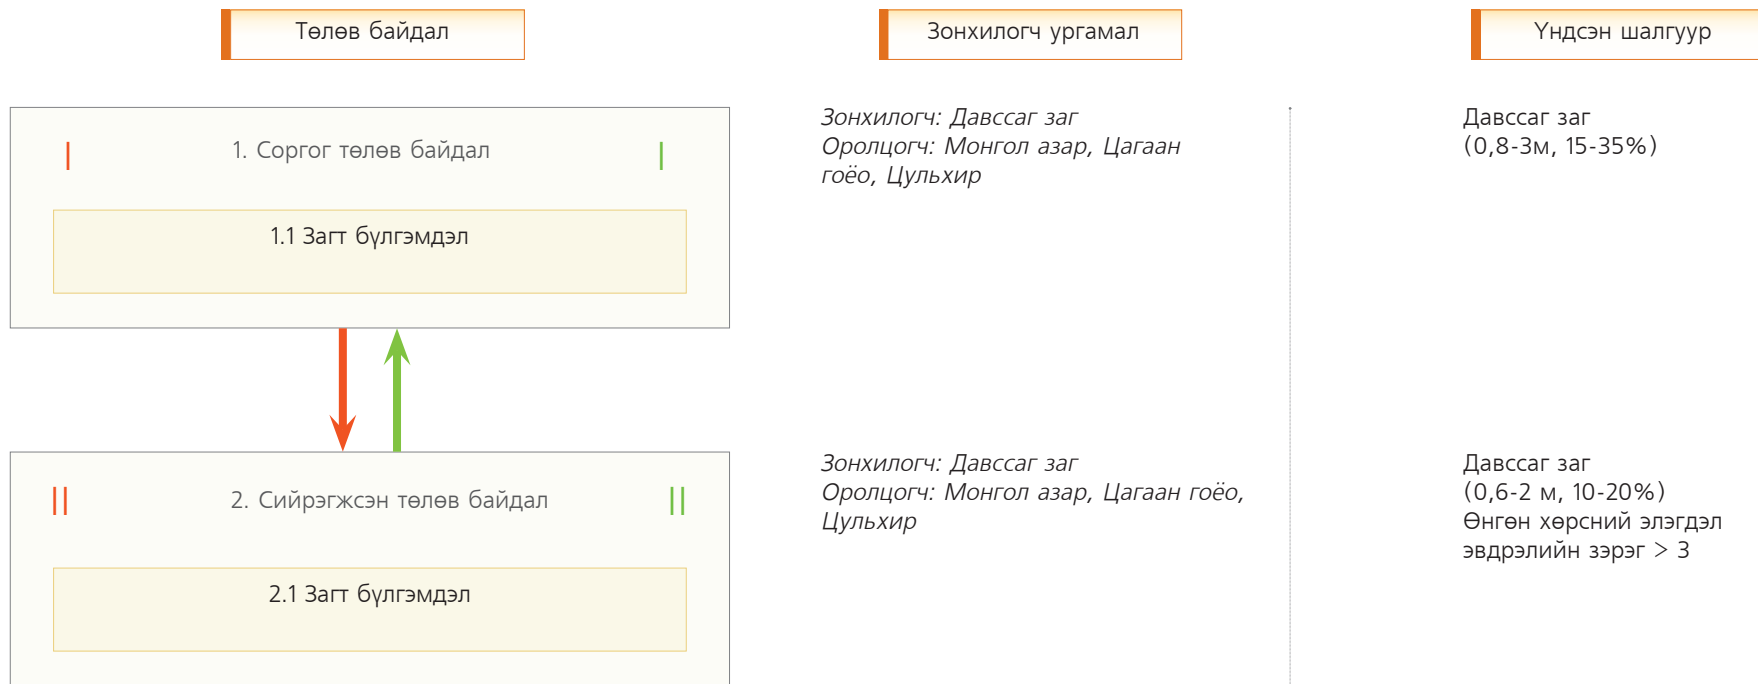 Төлөв байдал
Зонхилогч ургамал
Үндсэн шалгуур
1. Соргог төлөв байдал
1.1 Загт бүлгэмдэл
Зонхилогч: Давссаг заг
Оролцогч: Монгол азар, Цагаан
гоёо, Цульхир
Давссаг заг
(0,8-3м, 15-35%)
2. Сийрэгжсэн төлөв байдал
2.1 Загт бүлгэмдэл
Зонхилогч: Давссаг заг
Оролцогч: Монгол азар, Цагаан гоёо,
Цульхир
Давссаг заг
(0,6-2 м, 10-20%)
Өнгөн хөрсний элэгдэл
эвдрэлийн зэрэг > 3